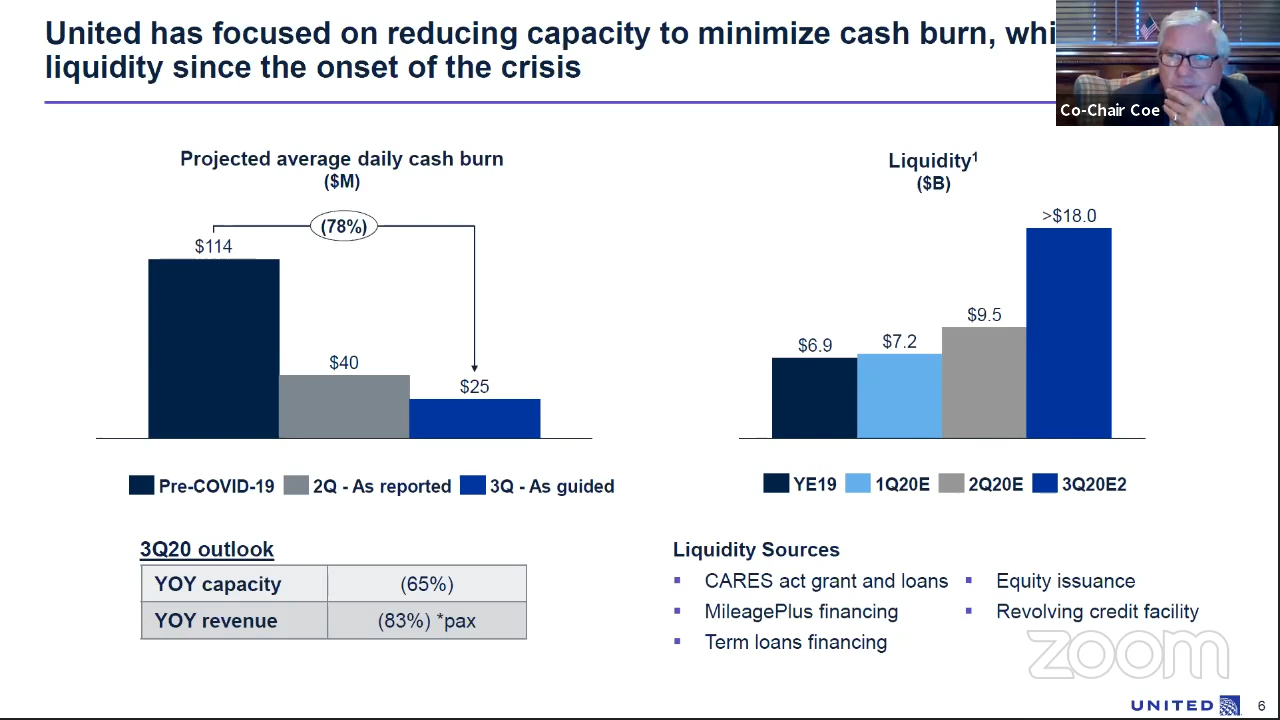 United has focused on reducing capacity to minimize cash burn, whi
liquidity since the onset of the crisis
Co-Chair Coe
Projected average daily cash burn
($M)
(78%)
$114
$40
$25
Pre-COVID-19 2Q - As reported 3Q - As guided
Liquidity¹
($B)
>$18.0
$9.5
$7.2
$6.9
YE19 1Q20E 2Q20E 3Q20E2
3Q20 outlook
YOY capacity (65%)
YOY revenue (83%) *pax
Liquidity Sources
▪ CARES act grant and loans
▪ MileagePlus financing
▪ Term loans financing
▪ Equity issuance
▪ Revolving credit facility
zoom
UNITED 6